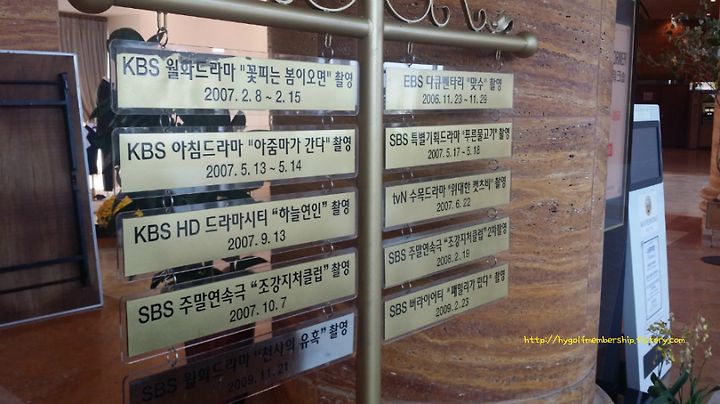 KBS 월화드라마 "꽃피는 봄이오면" 촬영
2007. 2. 8 ~ 2. 15
KBS 아침드라마 "아줌마가 간다" 촬영
2007. 5. 13 ~ 5. 14
KBS HD 드라마시티 "하늘연인" 촬영
2007. 9. 13
SBS 주말연속극 "조강지처클럽" 촬영
2007. 10. 7
SBS 월화드라마 "천사의 유혹" 촬영
2009. 11. 21
EBS 다큐멘타리 "맞수" 촬영
2006. 11. 23 ~ 11. 28
SBS 특별기획드라마 "푸른물고기" 촬영
2007. 5. 17 ~ 5. 18
tvN 수목드라마 "위대한 캣츠비" 촬영
2007. 6. 22
SBS 주말연속극 "조강지처클럽" 2차촬영
2008. 2. 19
SBS 버라이어티 "패밀리가 떴다" 촬영
2009. 2. 23
http://hygolfmembership.tistory.com